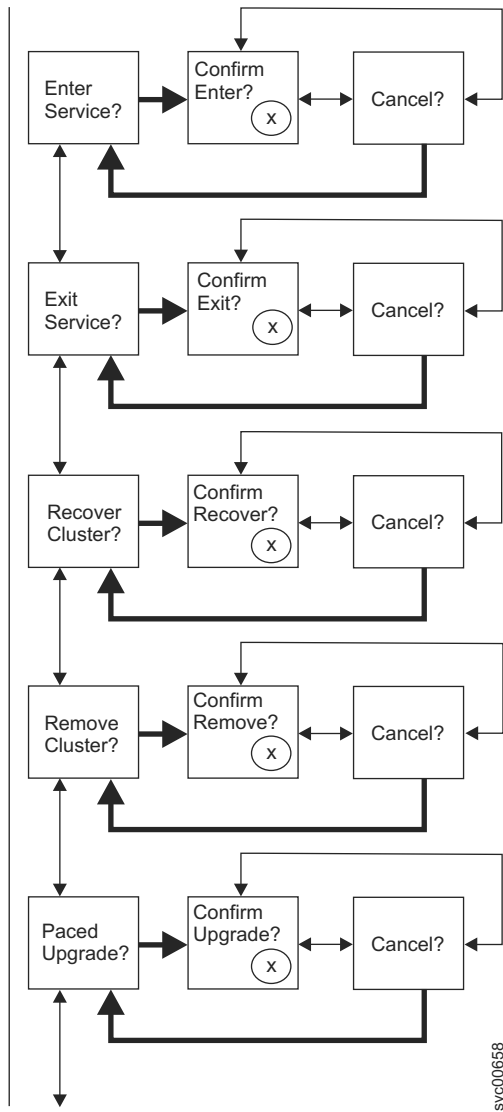 Enter
Service?
Confirm
Enter?
x
Cancel?
Exit
Service?
Confirm
Exit?
x
Cancel?
Recover
Cluster?
Confirm
Recover?
x
Cancel?
Remove
Cluster?
Confirm
Remove?
x
Cancel?
Paced
Upgrade?
Confirm
Upgrade?
x
Cancel?
svc00658